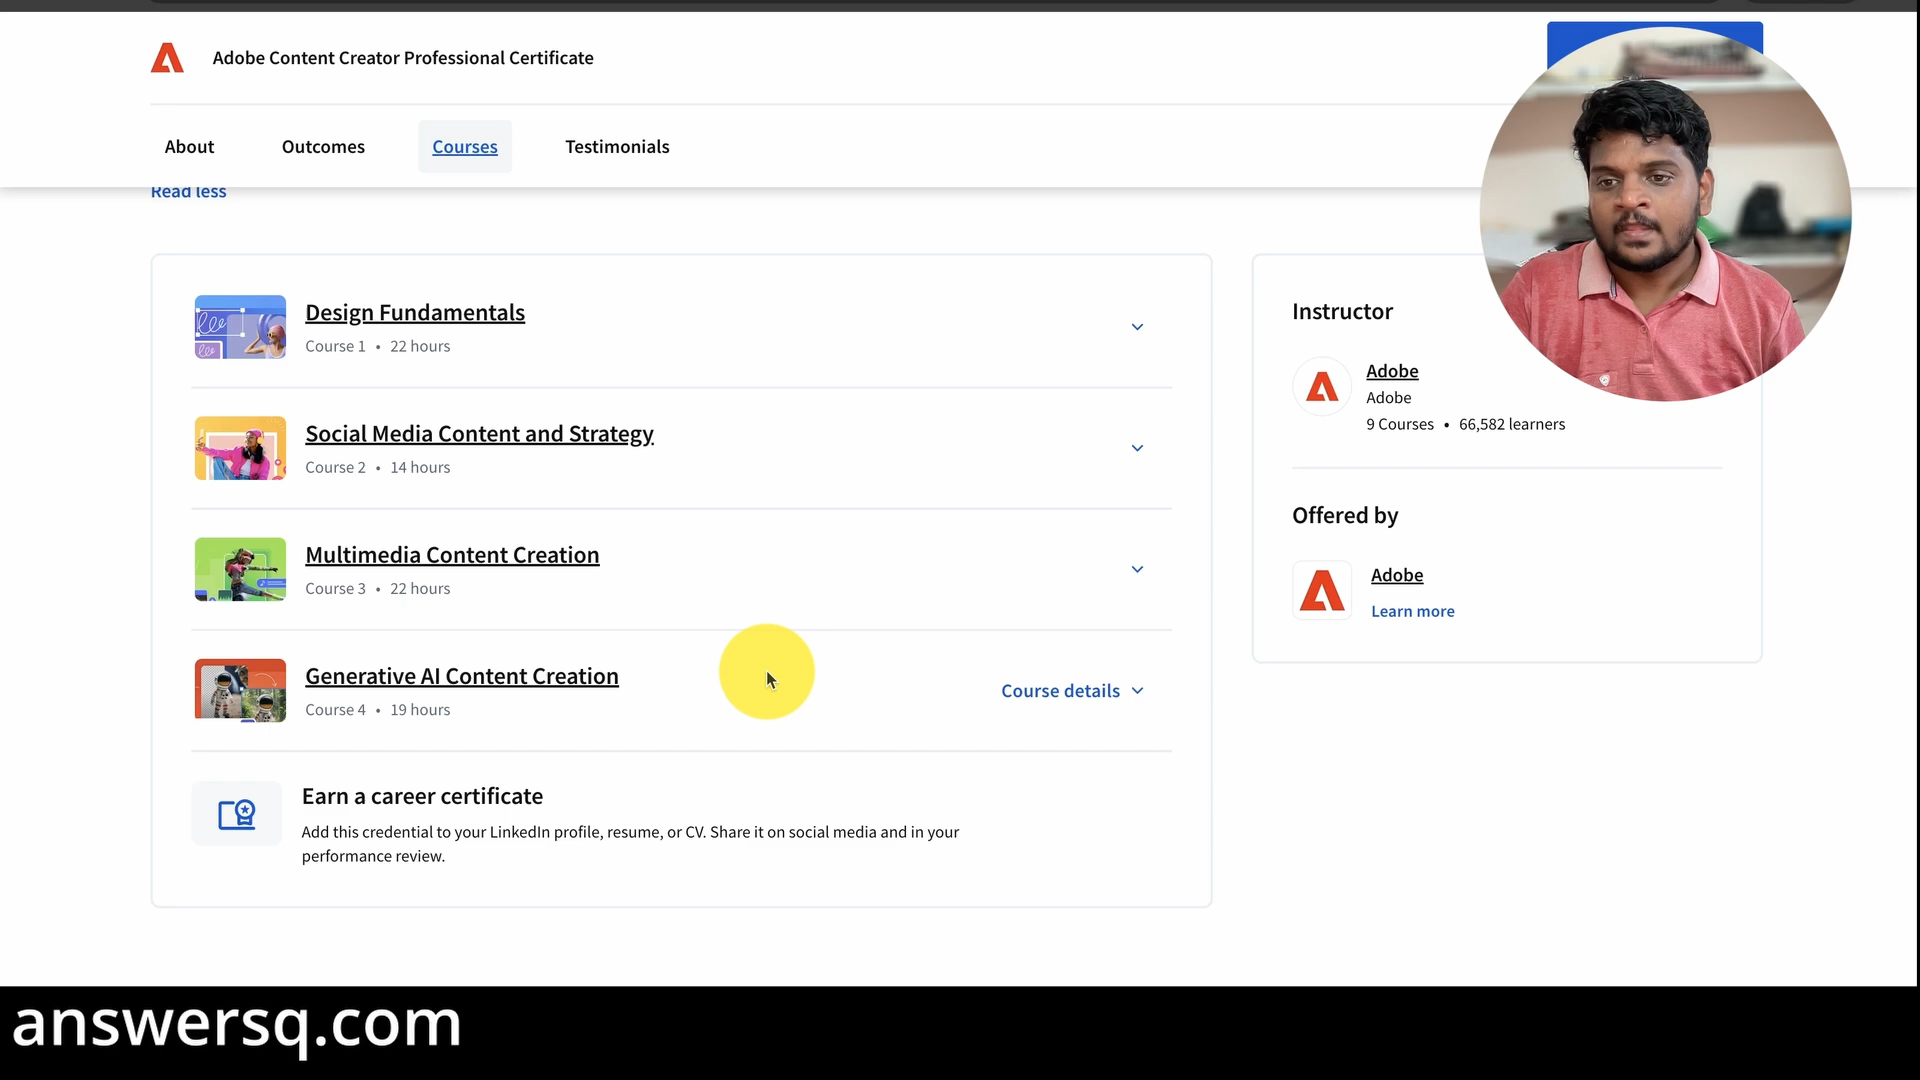 Adobe Content Creator Professional Certificate
About Outcomes Courses Testimonials
Read less
Design Fundamentals
Course 1 • 22 hours
Social Media Content and Strategy
Course 2 • 14 hours
Multimedia Content Creation
Course 3 • 22 hours
Generative AI Content Creation
Course 4 • 19 hours
Course details
Earn a career certificate
Add this credential to your LinkedIn profile, resume, or CV. Share it on social media and in your
performance review.
Instructor
Adobe
Adobe
9 Courses • 66,582 learners
Offered by
Adobe
Learn more
answersq.com